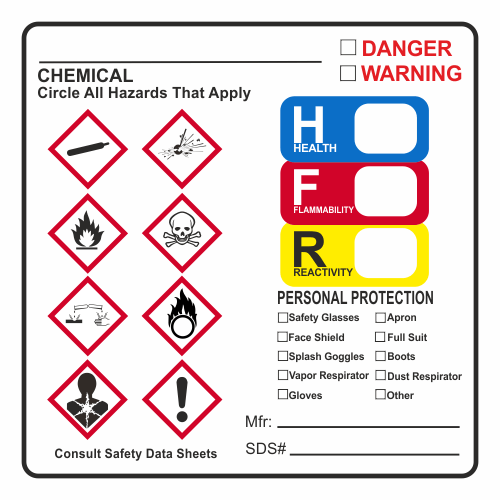 DANGER
WARNING
CHEMICAL
Circle All Hazards That Apply
H
HEALTH
F
FLAMMABILITY
R
REACTIVITY
PERSONAL PROTECTION
Safety Glasses
Apron
Face Shield
Full Suit
Splash Goggles
Boots
Vapor Respirator
Dust Respirator
Gloves
Other
Mfr:
SDS#
Consult Safety Data Sheets